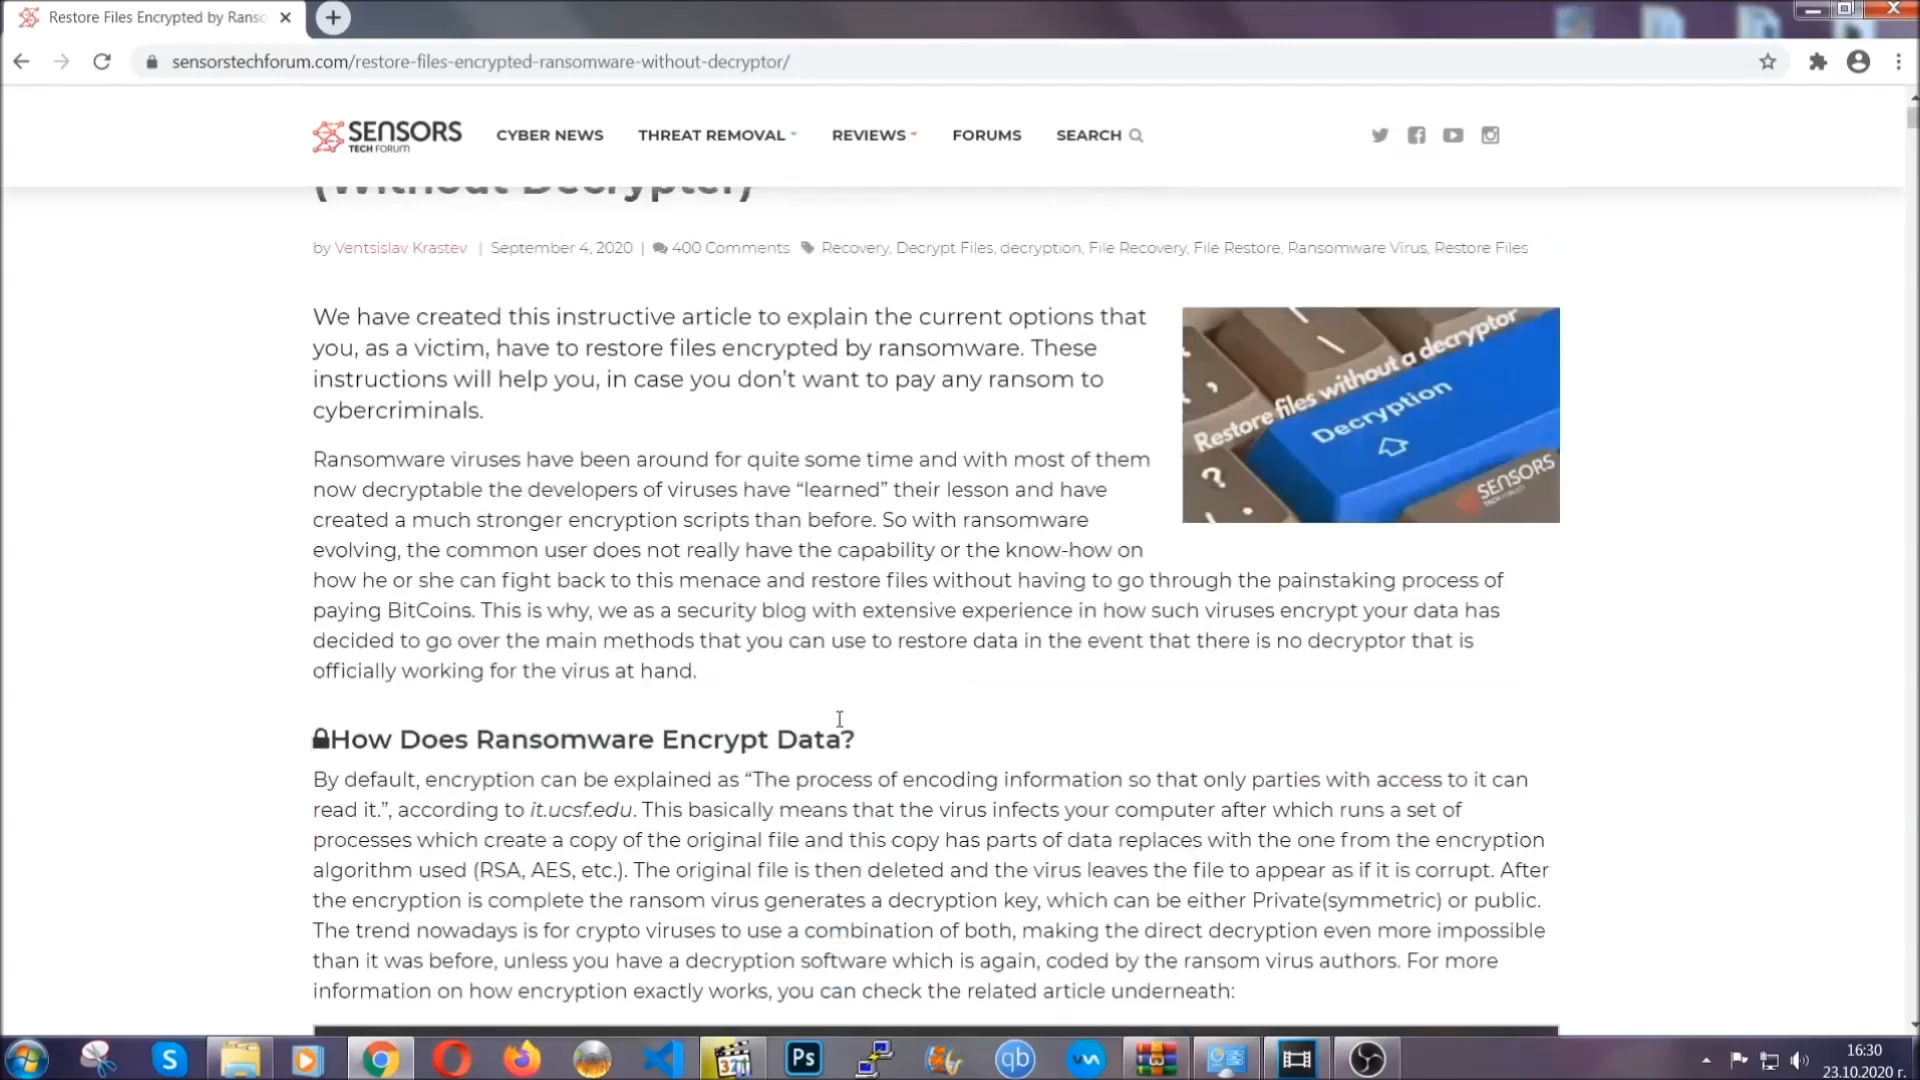 Restore Files Encrypted by Ranso
sensorstechforum.com/restore-files-encrypted-ransomware-without-decryptor/
SENSORS
TECH FORUM
CYBER NEWS THREAT REMOVAL REVIEWS FORUMS SEARCH
(Without Decrypter)
by Ventsislav Krastev | September 4, 2020 | 400 Comments Recovery, Decrypt Files, decryption, File Recovery, File Restore, Ransomware Virus, Restore Files
We have created this instructive article to explain the current options that
you, as a victim, have to restore files encrypted by ransomware. These
instructions will help you, in case you don’t want to pay any ransom to
cybercriminals.
Restore files without a decryptor
Decryption
SENSORS
Ransomware viruses have been around for quite some time and with most of them
now decryptable the developers of viruses have “learned” their lesson and have
created a much stronger encryption scripts than before. So with ransomware
evolving, the common user does not really have the capability or the know-how on
how he or she can fight back to this menace and restore files without having to go through the painstaking process of
paying BitCoins. This is why, we as a security blog with extensive experience in how such viruses encrypt your data has
decided to go over the main methods that you can use to restore data in the event that there is no decryptor that is
officially working for the virus at hand.
How Does Ransomware Encrypt Data?
By default, encryption can be explained as “The process of encoding information so that only parties with access to it can
read it.”, according to it.ucsf.edu. This basically means that the virus infects your computer after which runs a set of
processes which create a copy of the original file and this copy has parts of data replaces with the one from the encryption
algorithm used (RSA, AES, etc.). The original file is then deleted and the virus leaves the file to appear as if it is corrupt. After
the encryption is complete the ransom virus generates a decryption key, which can be either Private(symmetric) or public.
The trend nowadays is for crypto viruses to use a combination of both, making the direct decryption even more impossible
than it was before, unless you have a decryption software which is again, coded by the ransom virus authors. For more
information on how encryption exactly works, you can check the related article underneath:
Ps
qb
16:30
23.10.2020 г.